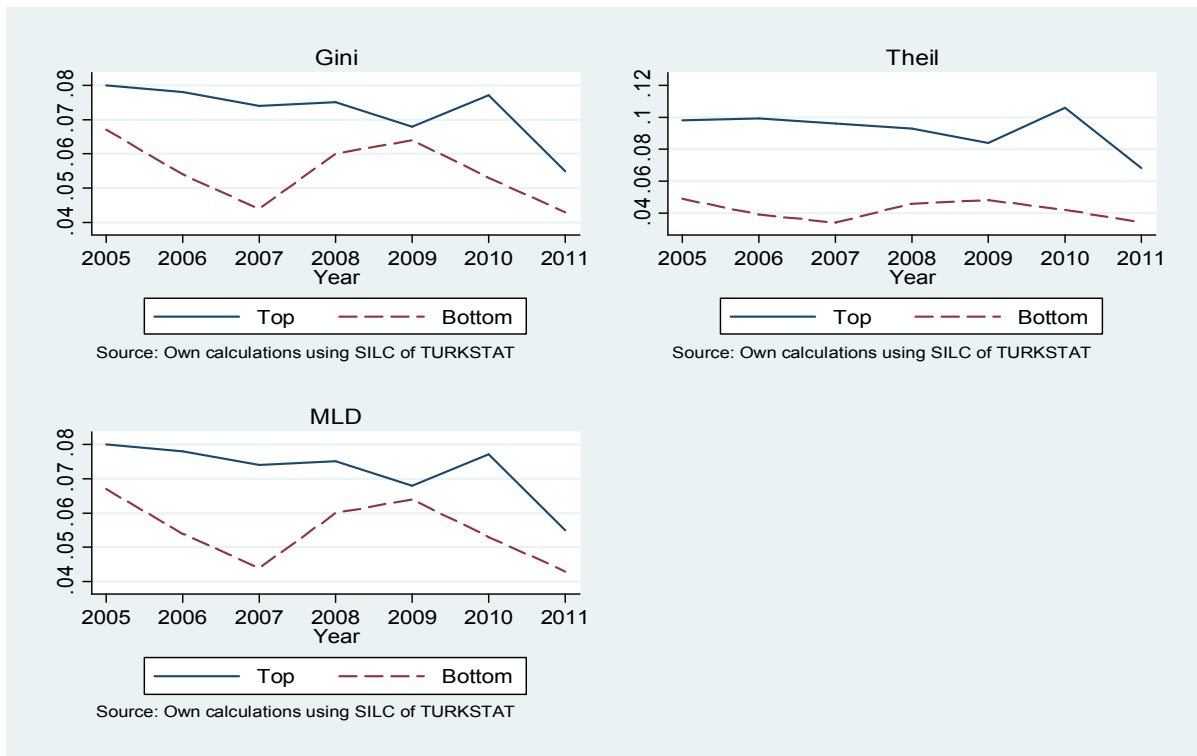 Gini
.04 .05 .06 .07 .08
2005 2006 2007 2008 2009 2010 2011
Year
Top Bottom
Source: Own calculations using SILC of TURKSTAT
Theil
.04 .06 .08 .1 .12
2005 2006 2007 2008 2009 2010 2011
Year
Top Bottom
Source: Own calculations using SILC of TURKSTAT
MLD
.04 .05 .06 .07 .08
2005 2006 2007 2008 2009 2010 2011
Year
Top Bottom
Source: Own calculations using SILC of TURKSTAT